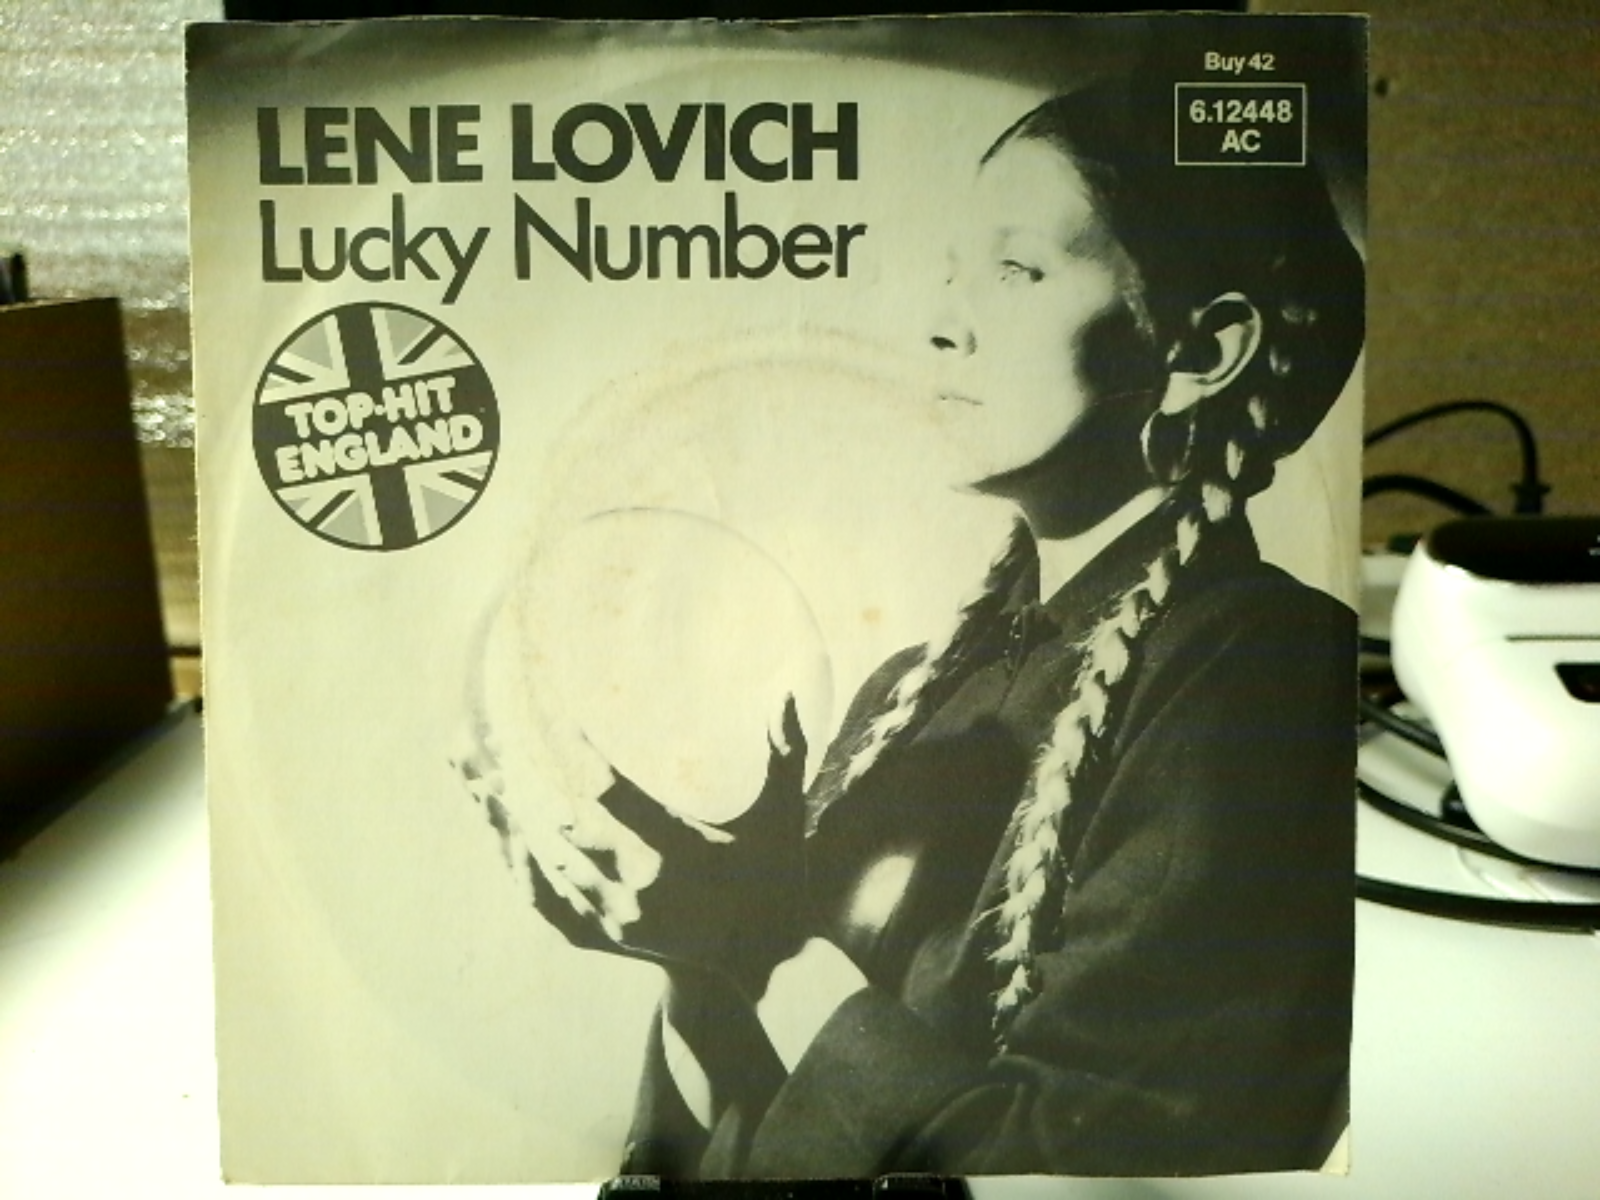 Buy 42
6.12448
AC
LENE LOVICH
Lucky Number
TOP-HIT
ENGLAND